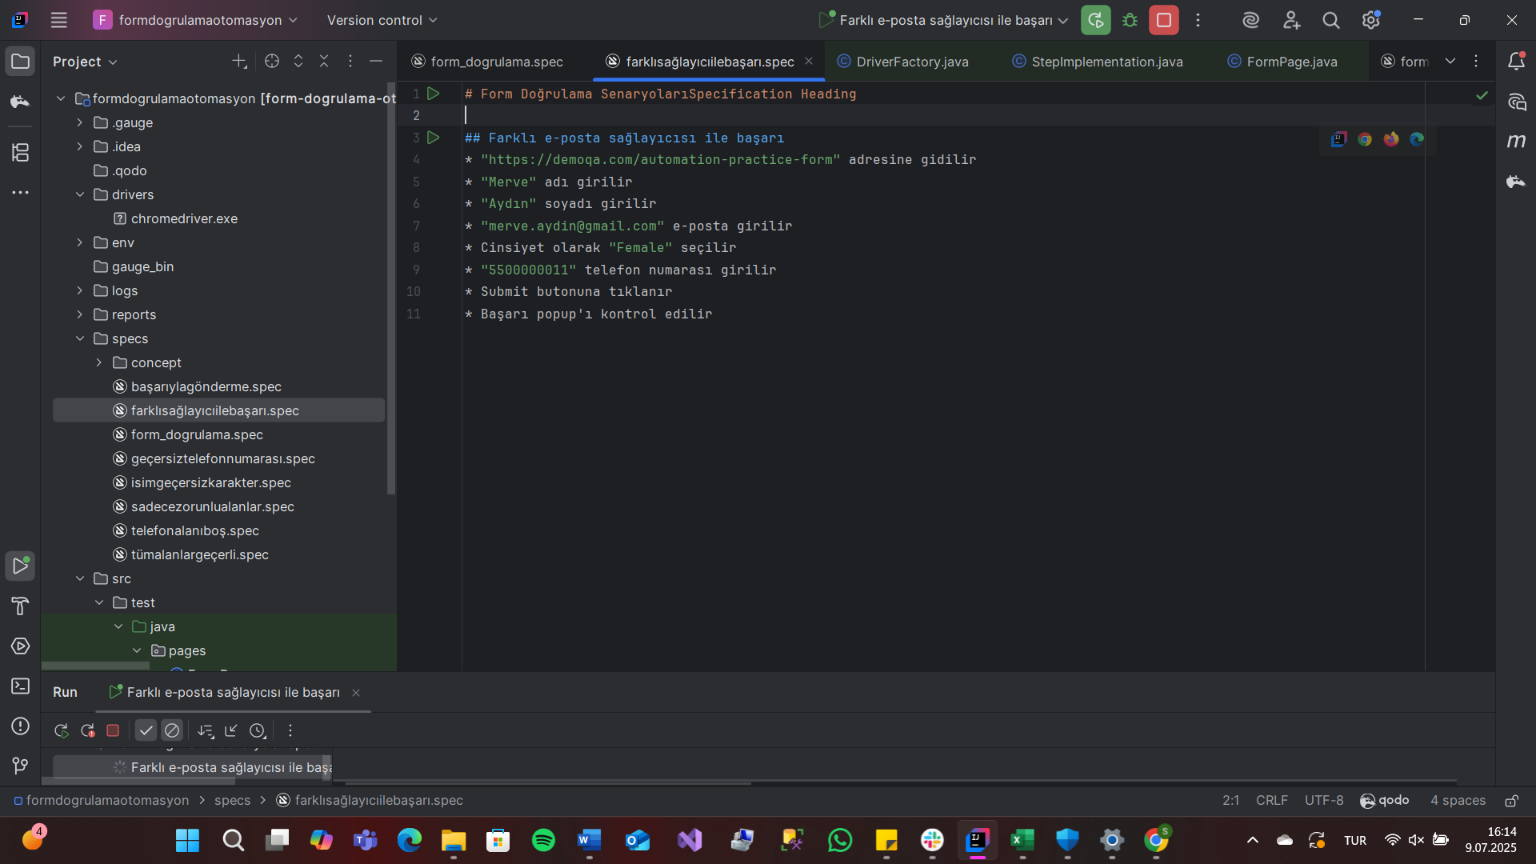 F formdogrulamaotomasyon Version control Farklı e-posta sağlayıcısı ile başarı
Project
form_dogrulama.spec farklısağlayıcıilebaşarı.spec DriverFactory.java StepImplementation.java FormPage.java form
formdogrulamaotomasyon [form-dogrulama-ot
.gauge
.idea
.qodo
drivers
chromedriver.exe
env
gauge_bin
logs
reports
specs
concept
başarıylagönderme.spec
farklısağlayıcıilebaşarı.spec
form_dogrulama.spec
geçersiztelefonnumarası.spec
isimgeçersizkarakter.spec
sadecezorunlualanlar.spec
telefonalanıboş.spec
tümalanlargeçerli.spec
src
test
java
pages
1 # Form Doğrulama SenaryolarıSpecification Heading
2
3 ## Farklı e-posta sağlayıcısı ile başarı
4 * "https://demoqa.com/automation-practice-form" adresine gidilir
5 * "Merve" adı girilir
6 * "Aydın" soyadı girilir
7 * "merve.aydin@gmail.com" e-posta girilir
8 * Cinsiyet olarak "Female" seçilir
9 * "5500000011" telefon numarası girilir
10 * Submit butonuna tıklanır
11 * Başarı popup'ı kontrol edilir
m
Run Farklı e-posta sağlayıcısı ile başarı
Farklı e-posta sağlayıcısı ile başa
formdogrulamaotomasyon > specs > farklısağlayıcıilebaşarı.spec 2:1 CRLF UTF-8 qodo 4 spaces
4 TUR 16:14
9.07.2025